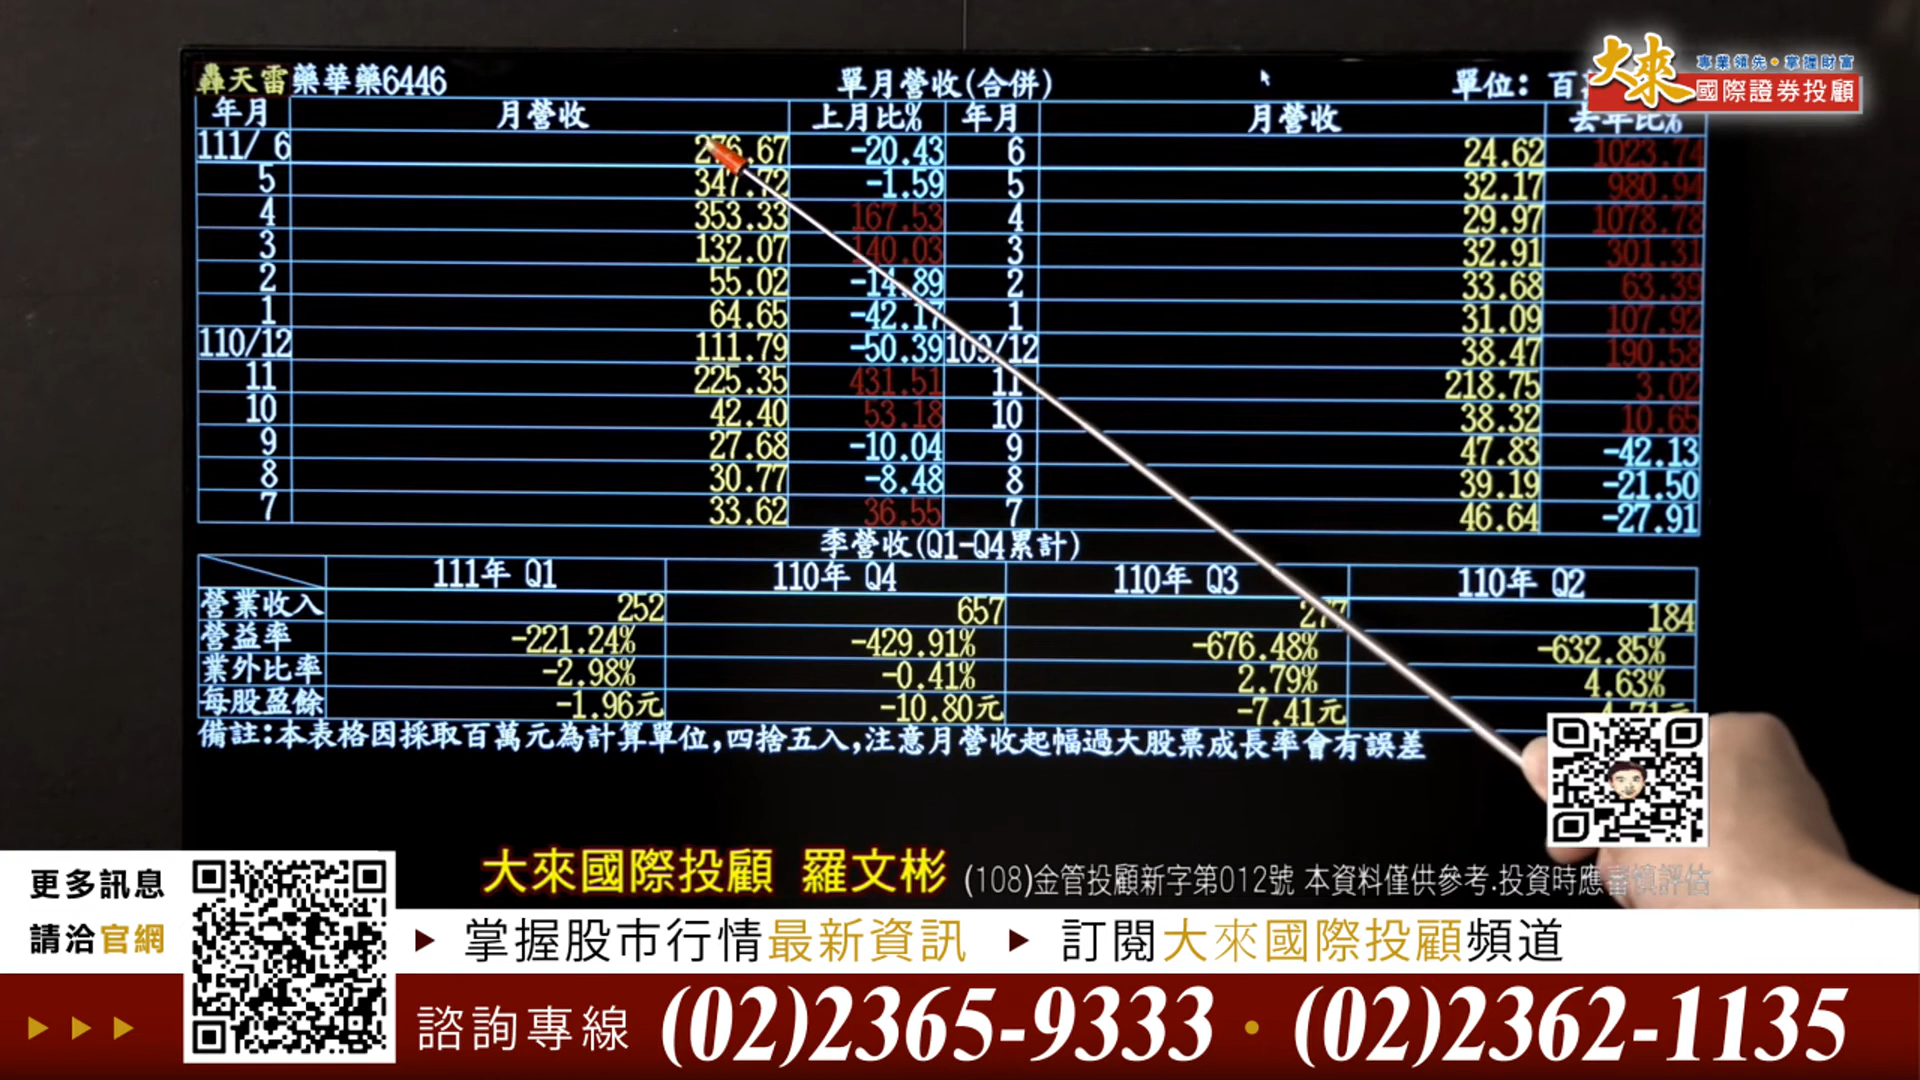 大來 專業領先•掌握財富
國際證券投顧
轟天雷藥華藥6446 單月營收(合併) 單位: 百
年月 月營收 上月比% 年月 月營收 去年比%
111/ 6 276.67 -20.43 6 24.62 1023.74
5 347.72 -1.59 5 32.17 980.94
4 353.33 167.53 4 29.97 1078.78
3 132.07 140.03 3 32.91 301.31
2 55.02 -14.89 2 33.68 63.39
1 64.65 -42.17 1 31.09 107.92
110/12 111.79 -50.39 109/12 38.47 190.58
11 225.35 431.51 11 218.75 3.02
10 42.40 53.18 10 38.32 10.65
9 27.68 -10.04 9 47.83 -42.13
8 30.77 -8.48 8 39.19 -21.50
7 33.62 36.55 7 46.64 -27.91
季營收(Q1-Q4累計)
111年 Q1 110年 Q4 110年 Q3 110年 Q2
營業收入 252 657 277 184
營益率 -221.24% -429.91% -676.48% -632.85%
業外比率 -2.98% -0.41% 2.79% 4.63%
每股盈餘 -1.96元 -10.80元 -7.41元
備註:本表格因採取百萬元為計算單位,四捨五入,注意月營收起幅過大股票成長率會有誤差
大來國際投顧 羅文彬 (108)金管投顧新字第012號 本資料僅供參考.投資時應審慎評估
更多訊息
請洽官網
掌握股市行情最新資訊 訂閱大來國際投顧頻道
諮詢專線 (02)2365-9333 • (02)2362-1135